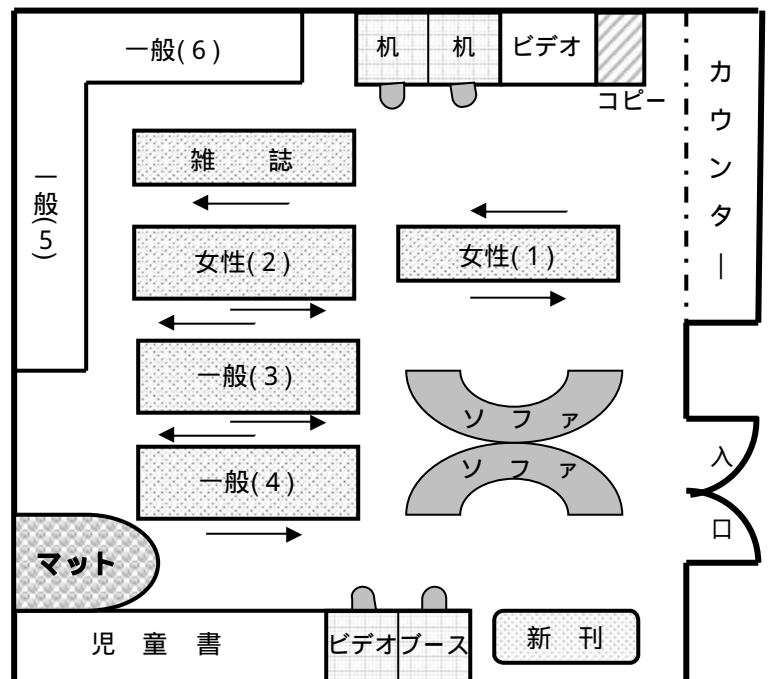 一般(6)
机
机
ビデオ
コピー
カウンター
雑 誌
一般(5)
女性(2)
女性(1)
一般(3)
ソファ
ソファ
一般(4)
入口
マット
児 童 書
ビデオブース
新 刊